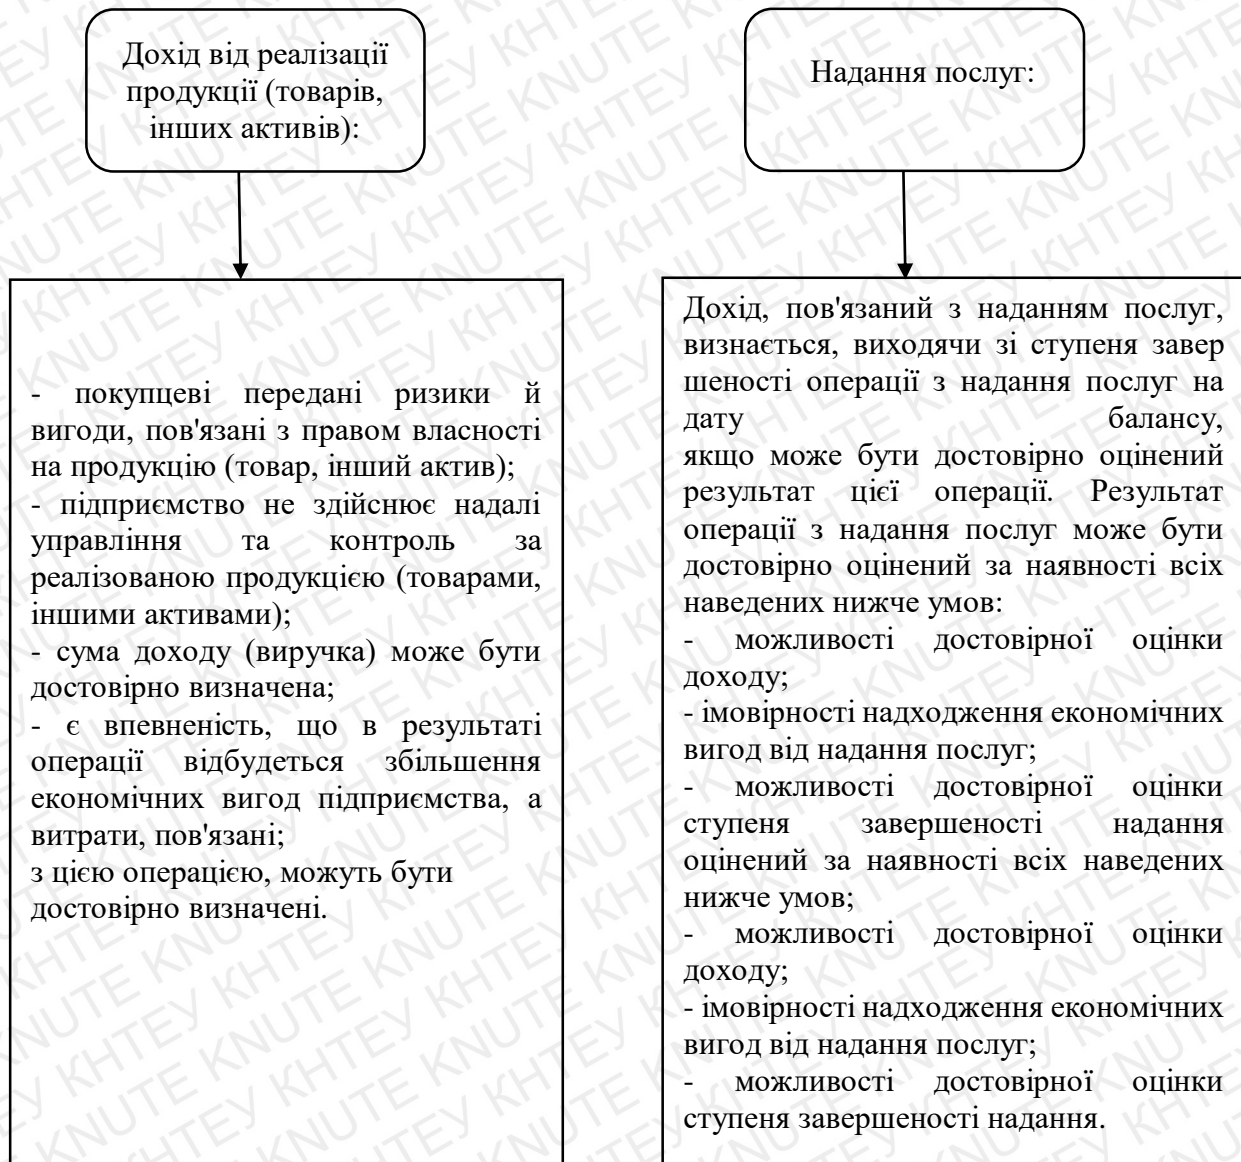 Дохід від реалізації
продукції (товарів,
інших активів):
- покупцеві передані ризики й
вигоди, пов'язані з правом власності
на продукцію (товар, інший актив);
- підприємство не здійснює надалі
управління та контроль за
реалізованою продукцією (товарами,
іншими активами);
- сума доходу (виручка) може бути
достовірно визначена;
- є впевненість, що в результаті
операції відбудеться збільшення
економічних вигод підприємства, а
витрати, пов'язані;
з цією операцією, можуть бути
достовірно визначені.
Надання послуг:
Дохід, пов'язаний з наданням послуг,
визнається, виходячи зі ступеня завер
шеності операції з надання послуг на
дату балансу,
якщо може бути достовірно оцінений
результат цієї операції. Результат
операції з надання послуг може бути
достовірно оцінений за наявності всіх
наведених нижче умов:
- можливості достовірної оцінки
доходу;
- імовірності надходження економічних
вигод від надання послуг;
- можливості достовірної оцінки
ступеня завершеності надання
оцінений за наявності всіх наведених
нижче умов;
- можливості достовірної оцінки
доходу;
- імовірності надходження економічних
вигод від надання послуг;
- можливості достовірної оцінки
ступеня завершеності надання.